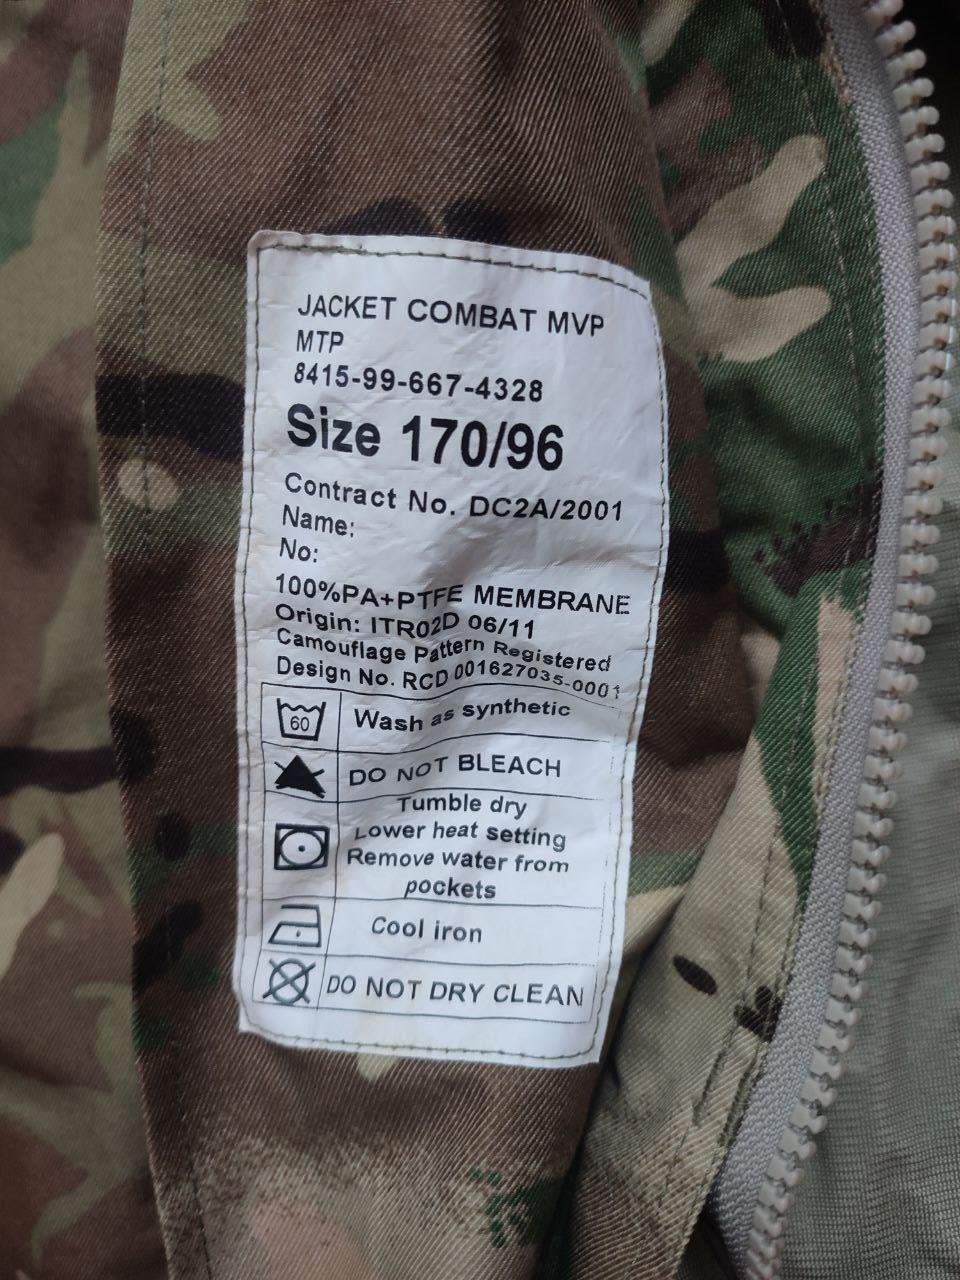 JACKET COMBAT MVP
MTP
8415-99-667-4328
Size 170/96
Contract No. DC2A/2001
Name:
No:
100%PA+PTFE MEMBRANE
Origin: ITR02D 06/11
Camouflage Pattern Registered
Design No. RCD 001627035-0001
60 Wash as synthetic
DO NOT BLEACH
Tumble dry
Lower heat setting
Remove water from
pockets
Cool iron
DO NOT DRY CLEAN